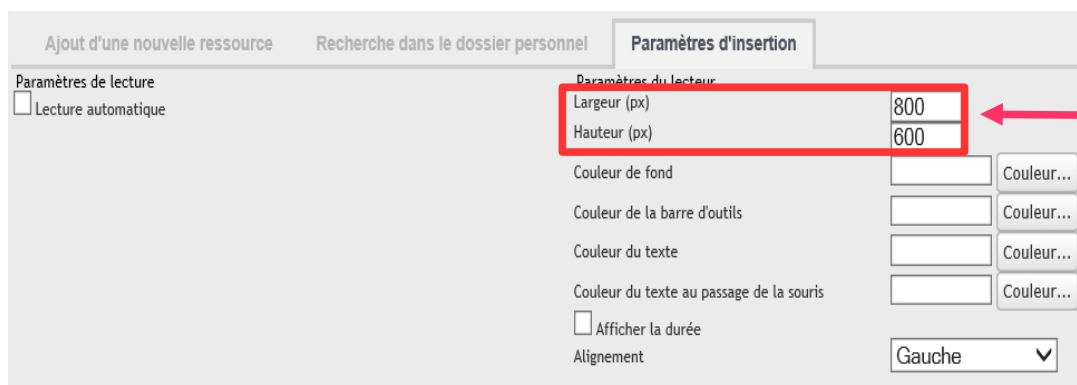 Ajout d'une nouvelle ressource Recherche dans le dossier personnel Paramètres d'insertion
Paramètres de lecture
Lecture automatique
Paramètres du lecteur
Largeur (px) 800
Hauteur (px) 600
Couleur de fond Couleur...
Couleur de la barre d'outils Couleur...
Couleur du texte Couleur...
Couleur du texte au passage de la souris Couleur...
Afficher la durée
Alignement Gauche